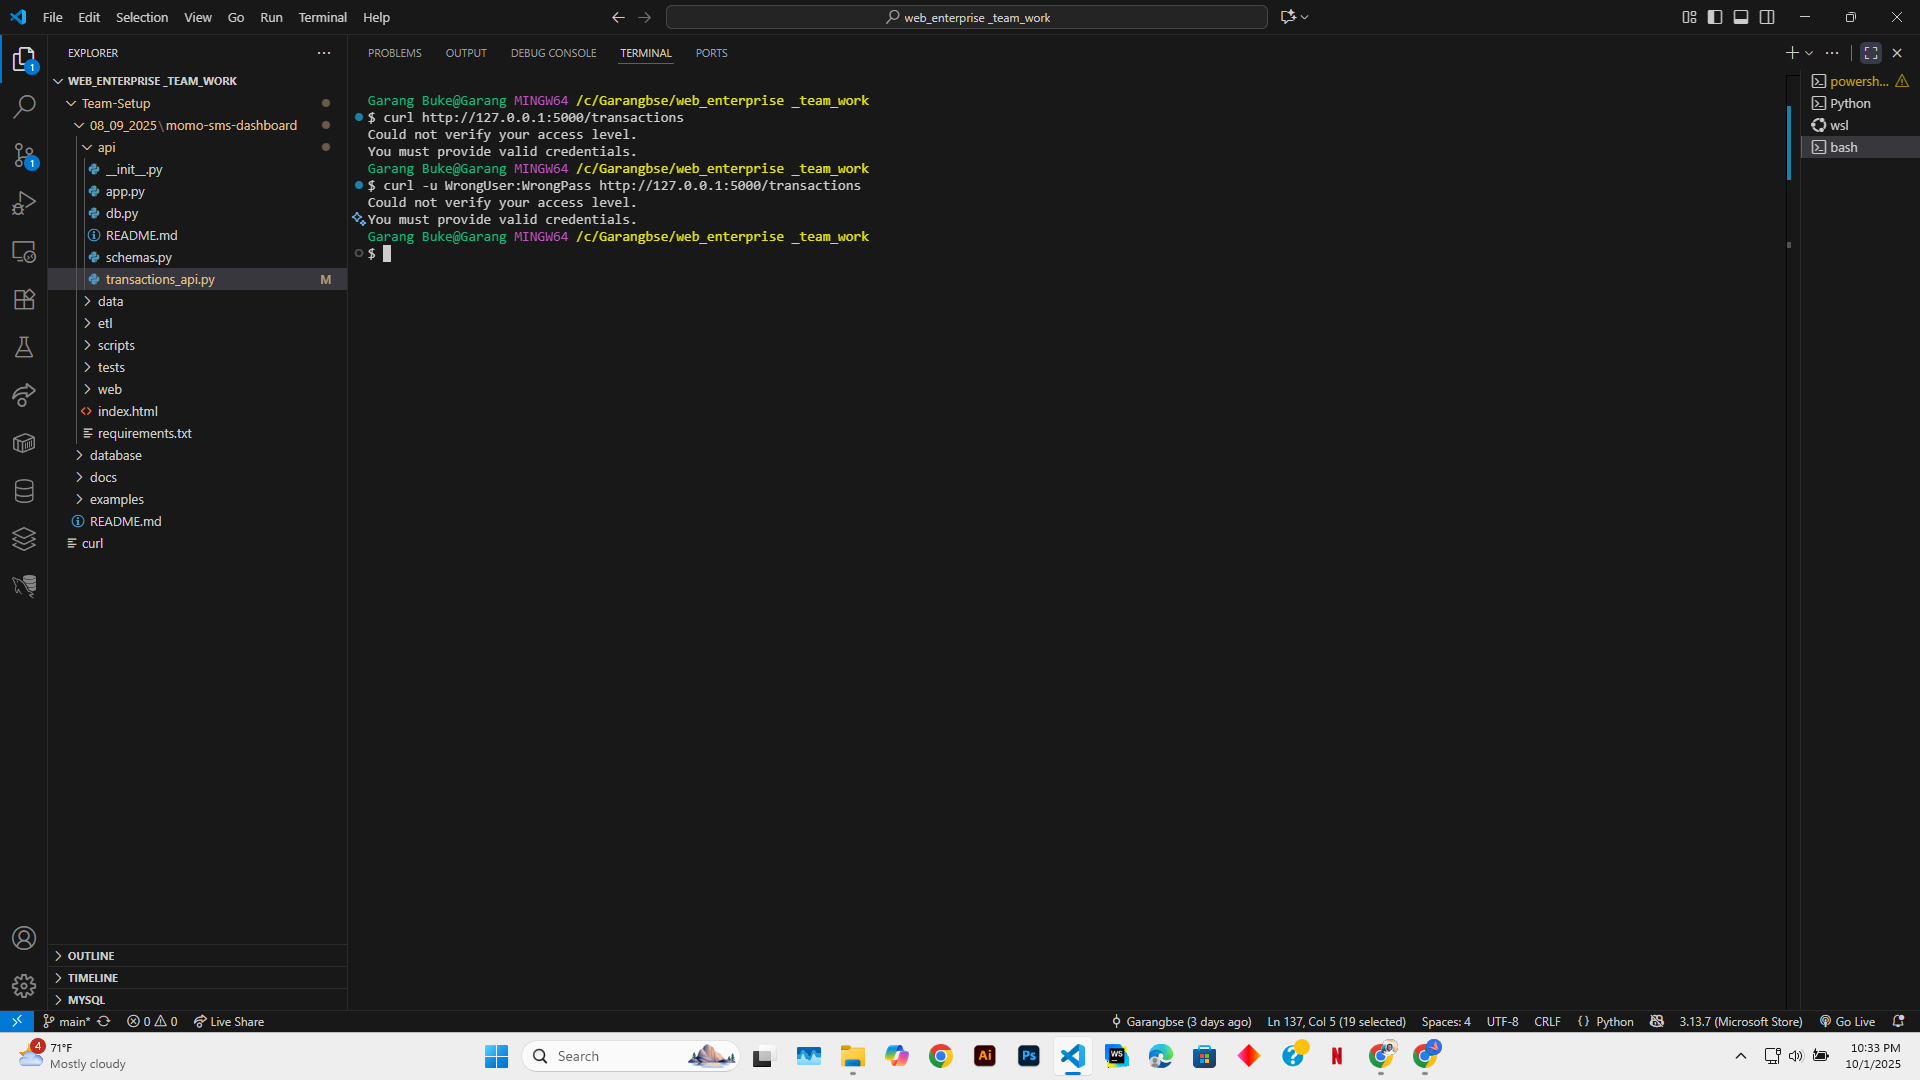 File Edit Selection View Go Run Terminal Help
web_enterprise _team_work
EXPLORER
WEB_ENTERPRISE _TEAM_WORK
Team-Setup
08_09_2025\momo-sms-dashboard
api
__init__.py
app.py
db.py
README.md
schemas.py
transactions_api.py M
data
etl
scripts
tests
web
index.html
requirements.txt
database
docs
examples
README.md
curl
OUTLINE
TIMELINE
MYSQL
1
1
PROBLEMS OUTPUT DEBUG CONSOLE TERMINAL PORTS
Garang Buke@Garang MINGW64 /c/Garangbse/web_enterprise _team_work
$ curl http://127.0.0.1:5000/transactions
Could not verify your access level.
You must provide valid credentials.
Garang Buke@Garang MINGW64 /c/Garangbse/web_enterprise _team_work
$ curl -u WrongUser:WrongPass http://127.0.0.1:5000/transactions
Could not verify your access level.
You must provide valid credentials.
Garang Buke@Garang MINGW64 /c/Garangbse/web_enterprise _team_work
$
powersh...
Python
wsl
bash
main* 0 0 Live Share
Garangbse (3 days ago) Ln 137, Col 5 (19 selected) Spaces: 4 UTF-8 CRLF {} Python 3.13.7 (Microsoft Store) Go Live
4
71°F
Mostly cloudy
Search
Ai
Ps
WS
N
10:33 PM
10/1/2025